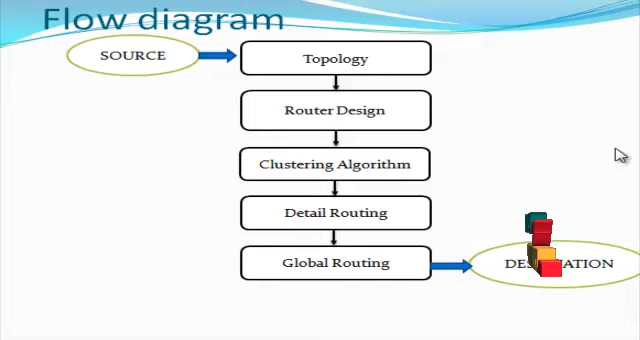 Flow diagram
SOURCE
Topology
Router Design
Clustering Algorithm
Detail Routing
Global Routing